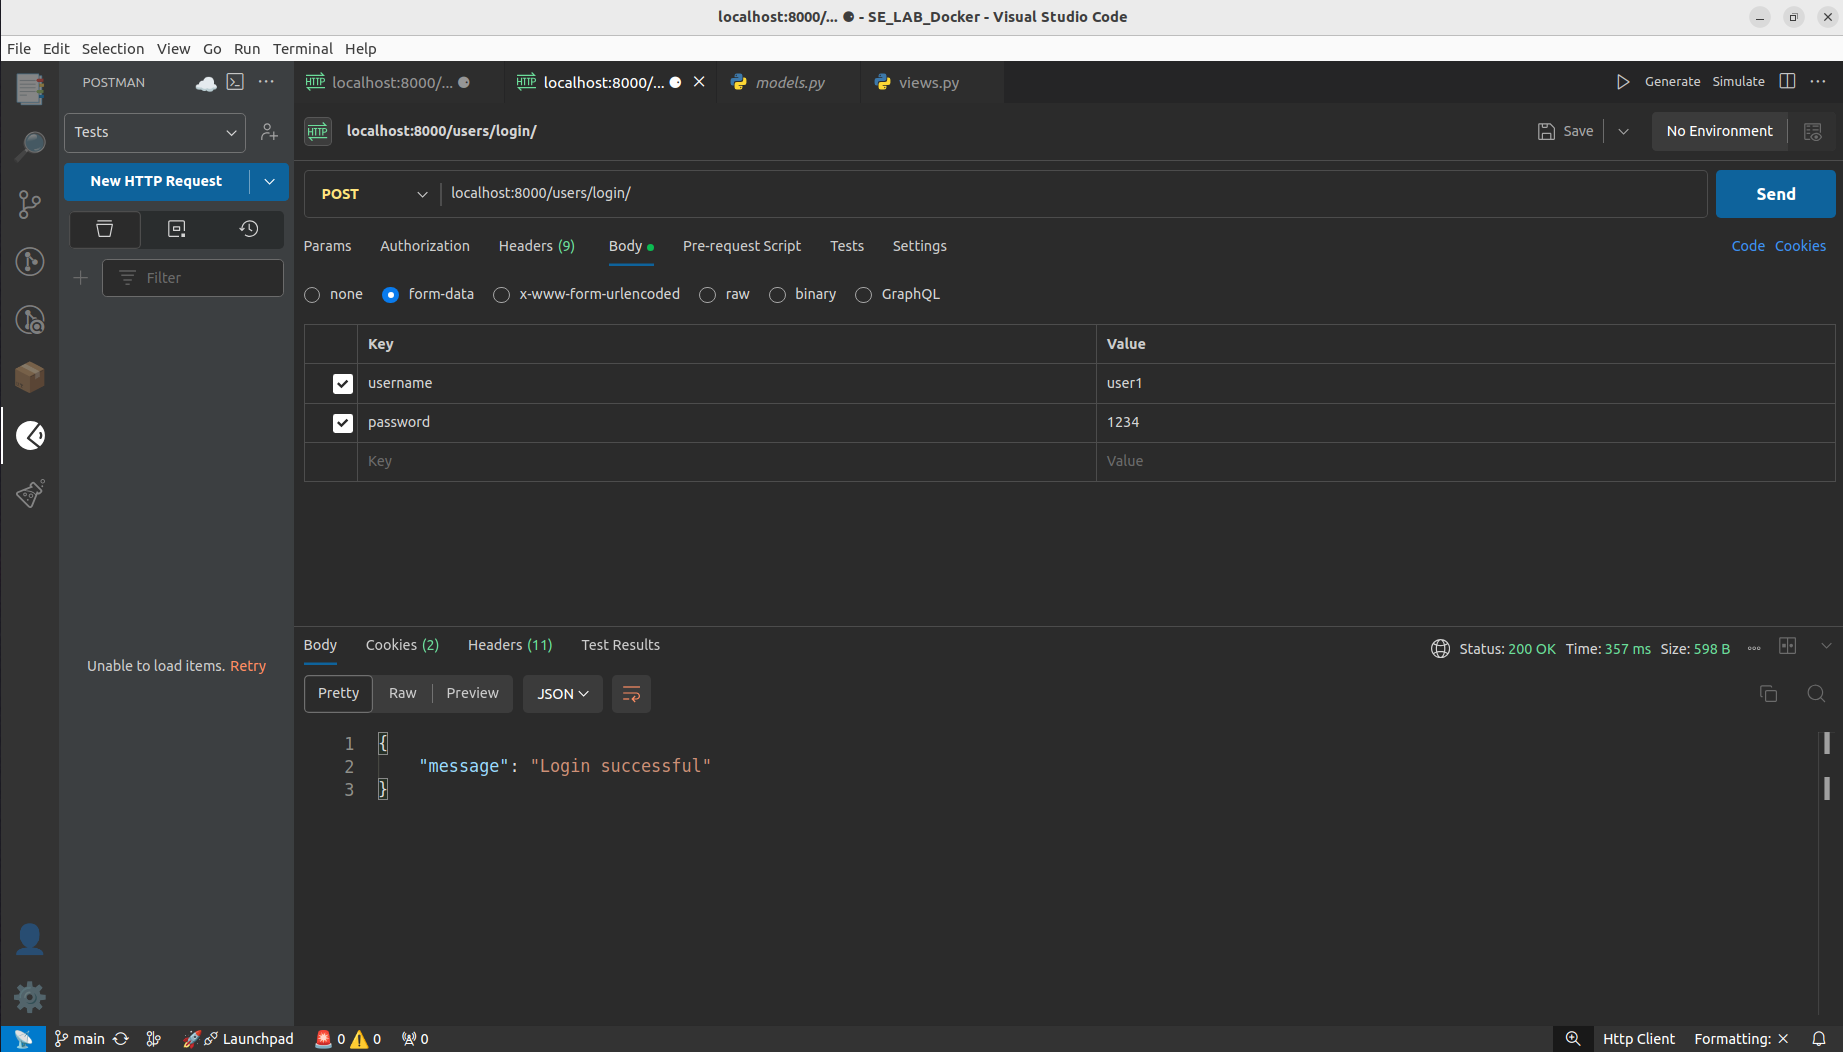 localhost:8000/... ● - SE_LAB_Docker - Visual Studio Code
File Edit Selection View Go Run Terminal Help
POSTMAN
HTTP localhost:8000/...
HTTP localhost:8000/...
models.py
views.py
Generate Simulate
Tests
HTTP localhost:8000/users/login/
Save
No Environment
New HTTP Request
POST localhost:8000/users/login/
Send
Params Authorization Headers (9) Body Pre-request Script Tests Settings
Code Cookies
Filter
none form-data x-www-form-urlencoded raw binary GraphQL
Key Value
username user1
password 1234
Key Value
Unable to load items. Retry
Body Cookies (2) Headers (11) Test Results
Status: 200 OK Time: 357 ms Size: 598 B
Pretty Raw Preview JSON
1 {
2 "message": "Login successful"
3 }
main Launchpad 0 0 0
Http Client Formatting: ×